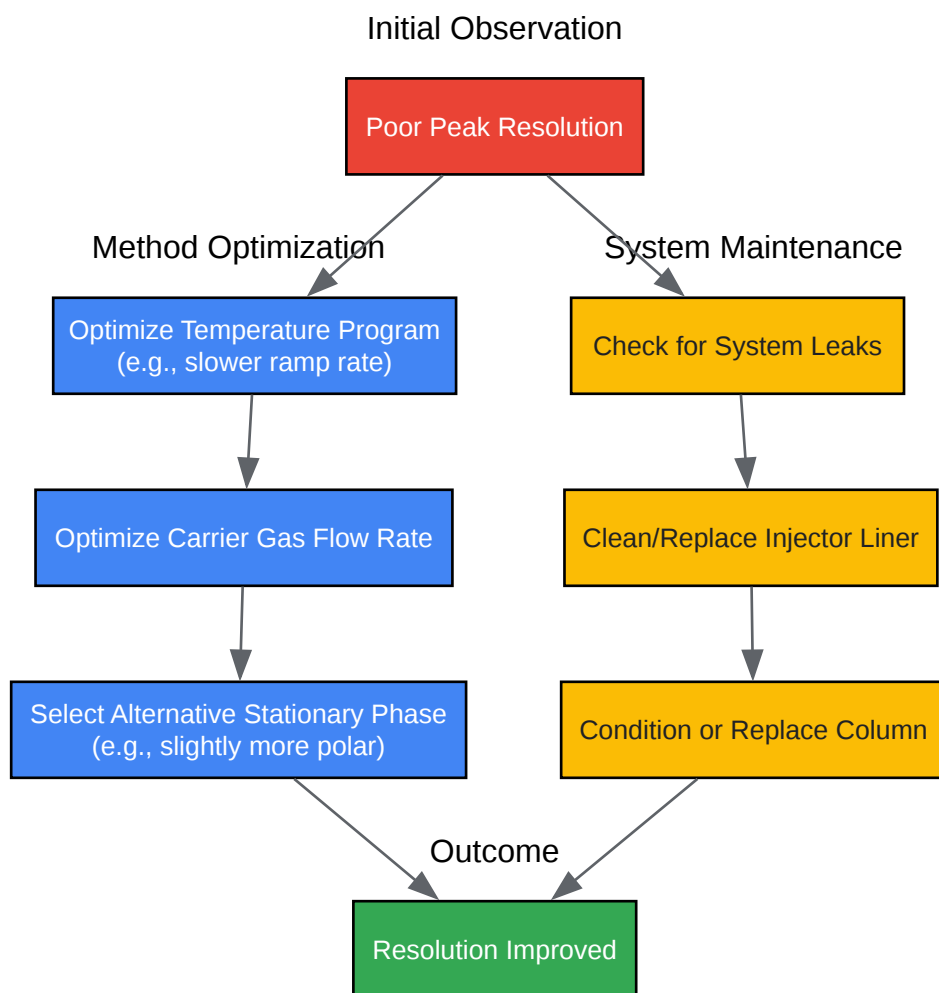 Initial Observation
Poor Peak Resolution
Method Optimization
System Maintenance
Optimize Temperature Program
(e.g., slower ramp rate)
Check for System Leaks
Optimize Carrier Gas Flow Rate
Clean/Replace Injector Liner
Select Alternative Stationary Phase
(e.g., slightly more polar)
Condition or Replace Column
Outcome
Resolution Improved